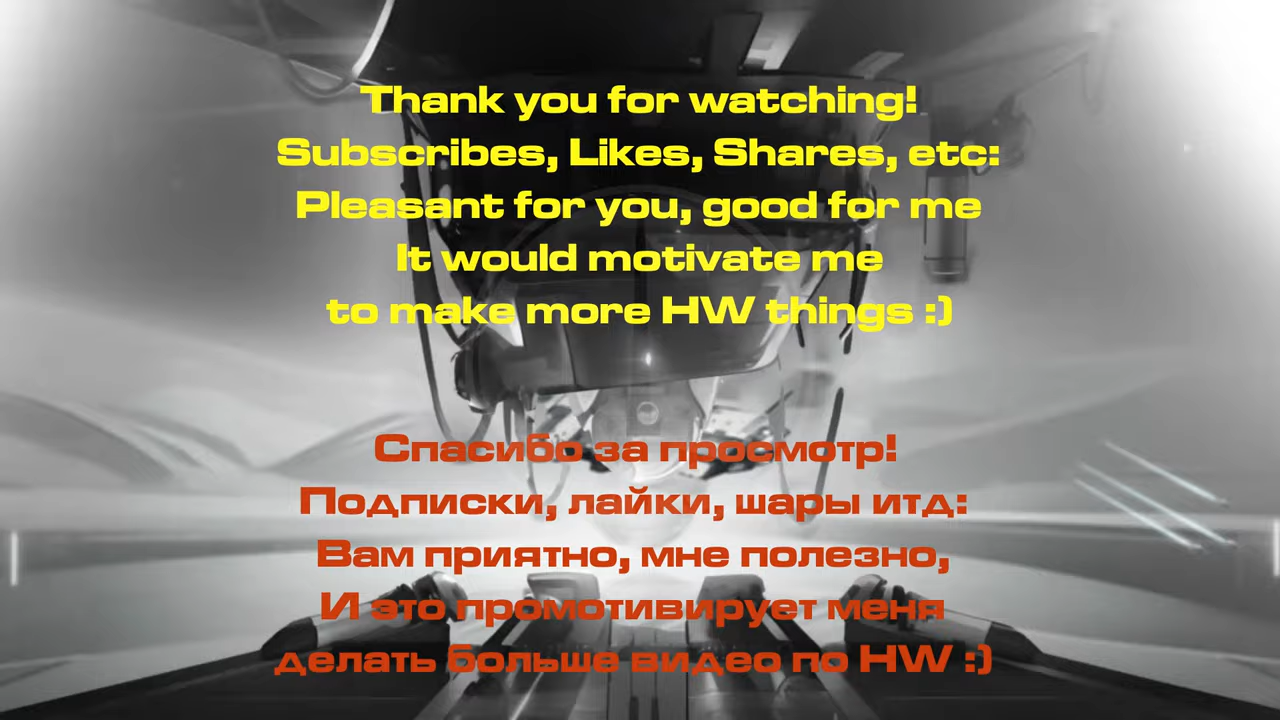 Thank you for watching!
Subscribes, Likes, Shares, etc:
Pleasant for you, good for me
It would motivate me
to make more HW things :)
Спасибо за просмотр!
Подписки, лайки, шары итд:
Вам приятно, мне полезно,
И это промотивирует меня
делать больше видео по HW :)